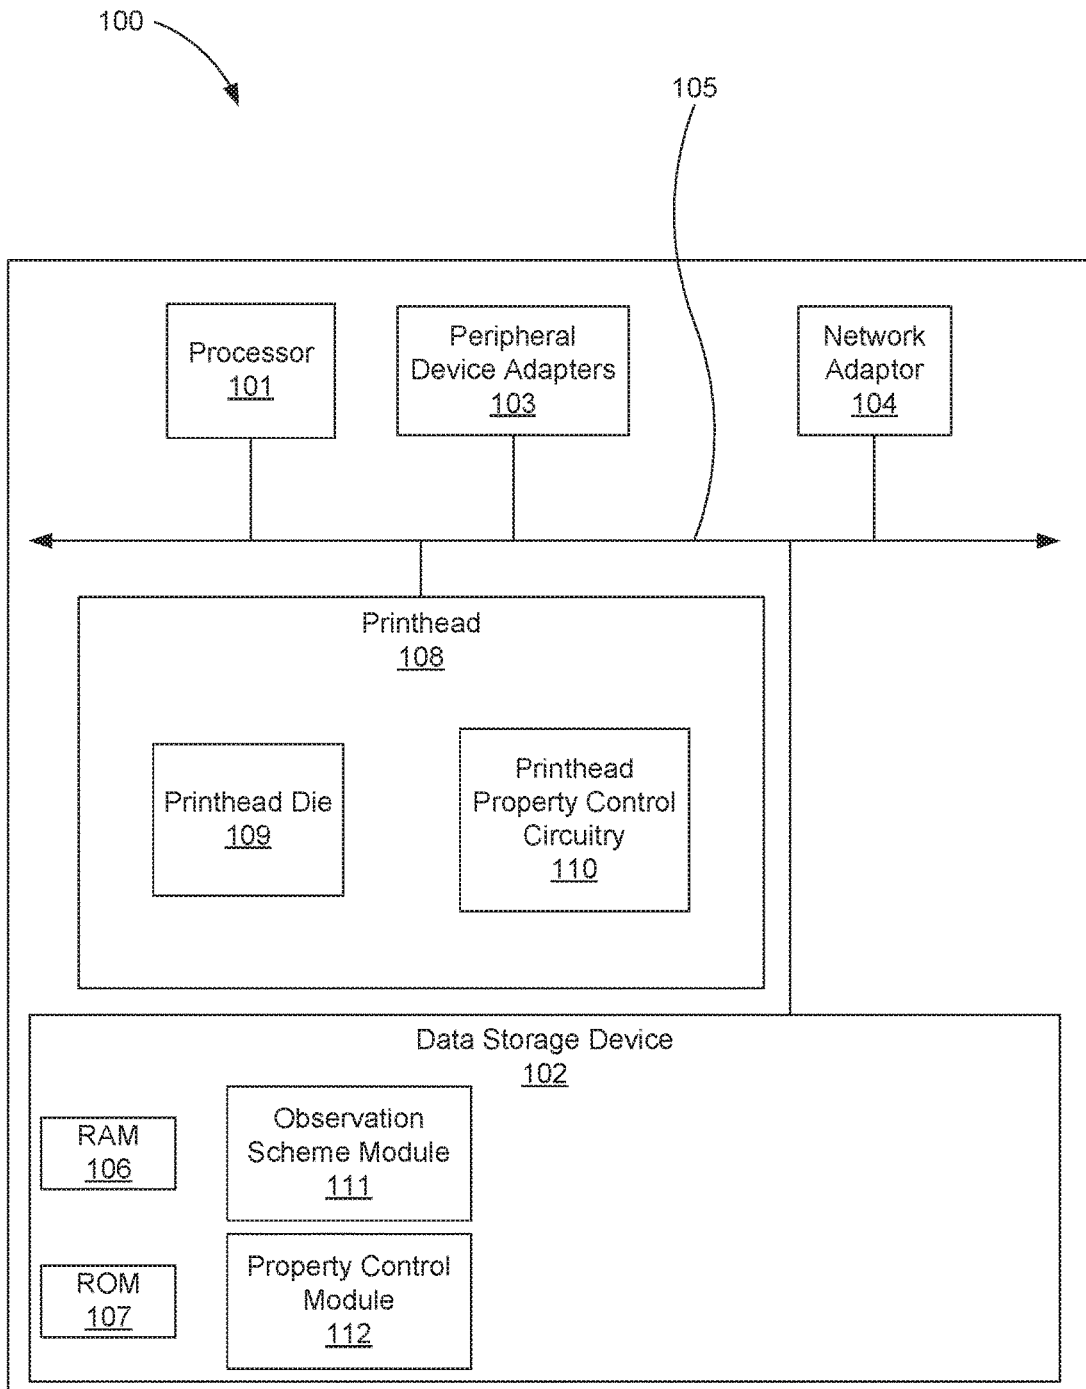 100
105
Processor
101
Peripheral
Device Adapters
103
Network
Adaptor
104
Printhead
108
Printhead Die
109
Printhead
Property Control
Circuitry
110
Data Storage Device
102
RAM
106
Observation
Scheme Module
111
ROM
107
Property Control
Module
112